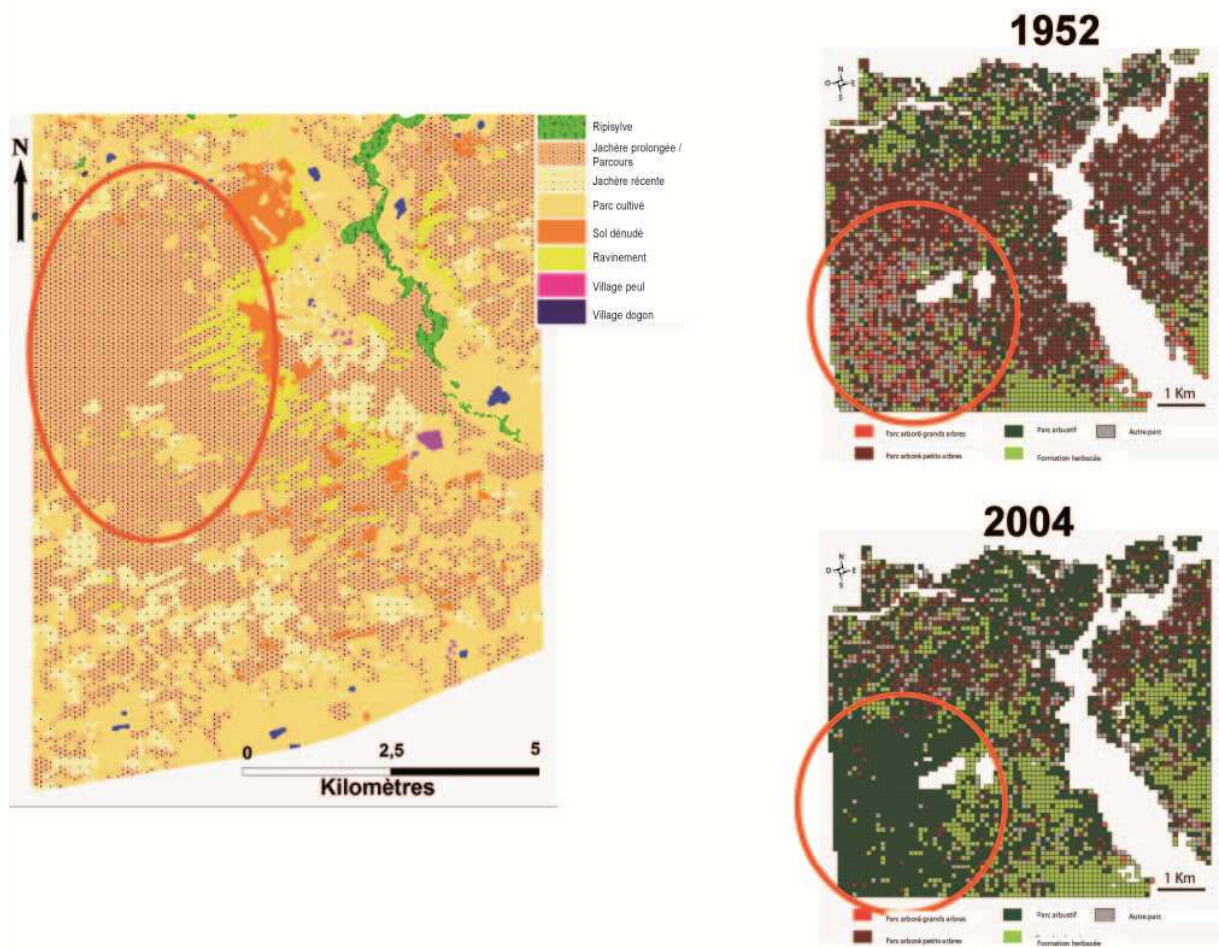 N
Ripisylve
Jachère prolongée /
Parcours
Jachère récente
Parc cultivé
Sol dénudé
Ravinement
Village peul
Village dogon
0 2,5 5
Kilomètres
1952
N
O E
S
1 Km
Parc arboré grands arbres Parc arbustif Autre parc
Parc arboré petits arbres Formation herbacée
2004
N
O E
S
1 Km
Parc arboré grands arbres Parc arbustif Autre parc
Parc arboré petits arbres Formation herbacée